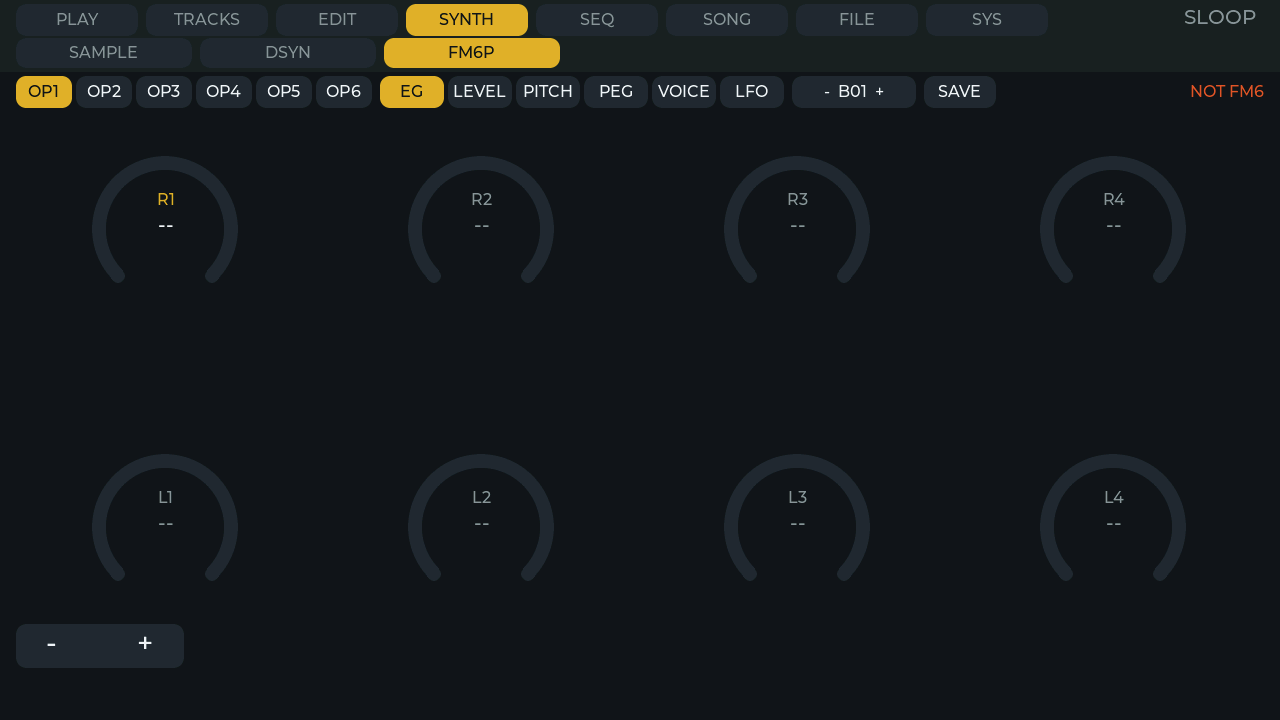 PLAY TRACKS EDIT SYNTH SEQ SONG FILE SYS SLOOP
SAMPLE DSYN FM6P
OP1 OP2 OP3 OP4 OP5 OP6 EG LEVEL PITCH PEG VOICE LFO - B01 + SAVE NOT FM6
R1 R2 R3 R4
-- -- -- --
L1 L2 L3 L4
-- -- -- --
- +